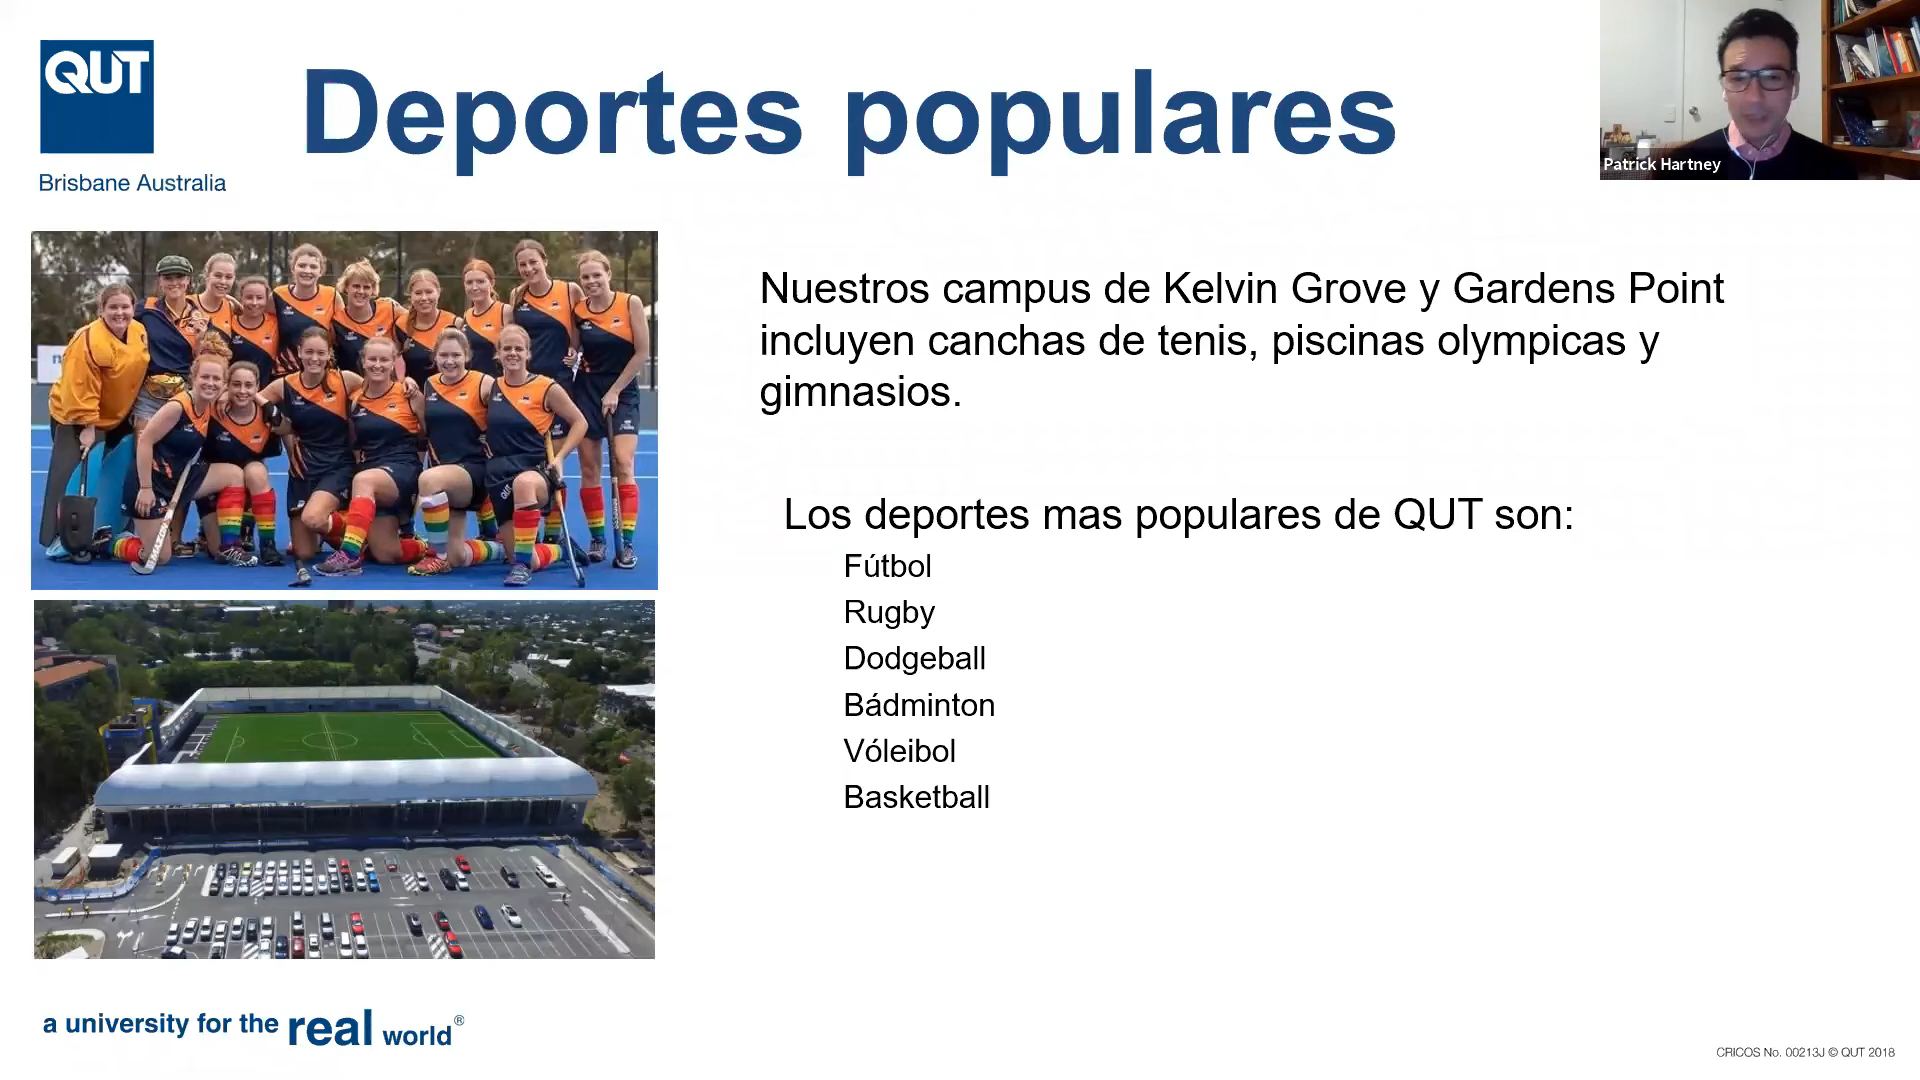 QUT
Brisbane Australia
Deportes populares
Patrick Hartney
Nuestros campus de Kelvin Grove y Gardens Point
incluyen canchas de tenis, piscinas olympicas y
gimnasios.
Los deportes mas populares de QUT son:
Fútbol
Rugby
Dodgeball
Bádminton
Vóleibol
Basketball
a university for the real world®
CRICOS No. 00213J © QUT 2018